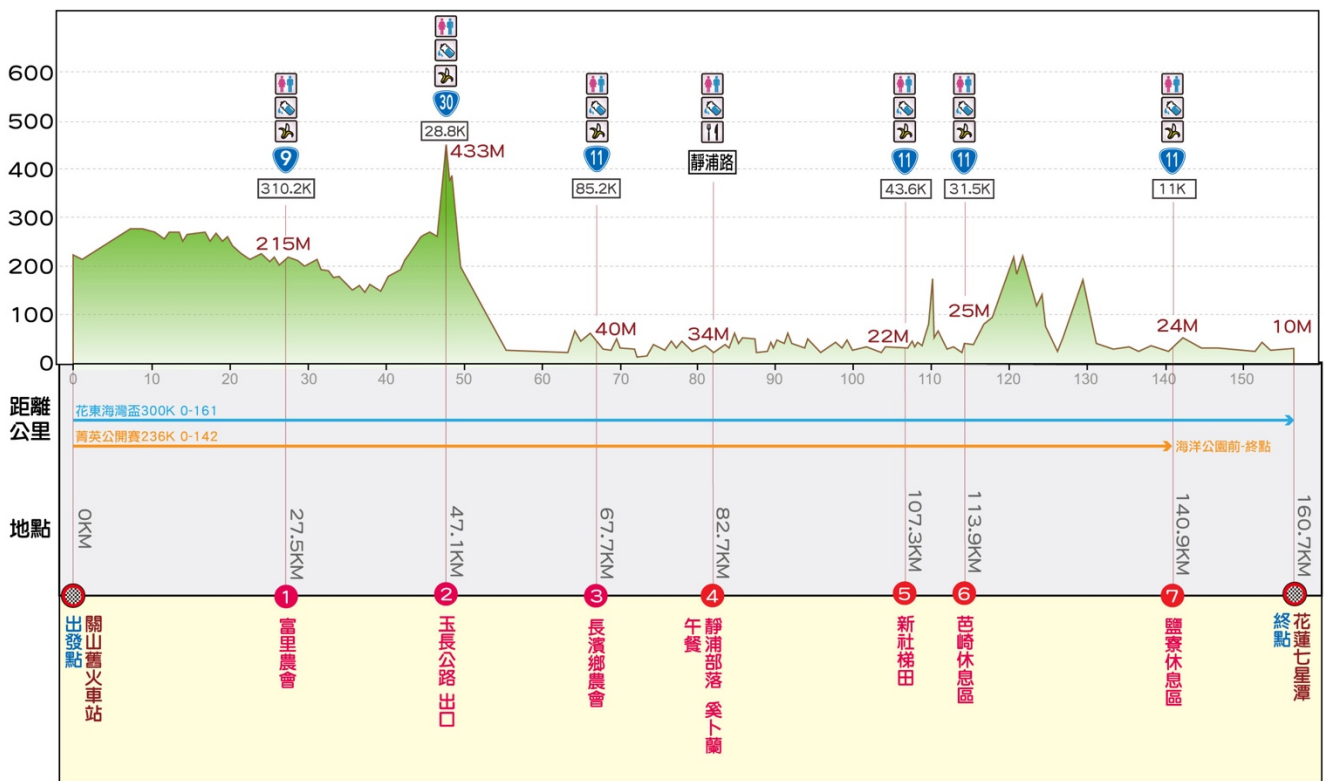 600
500
400
300
200
100
0
30
28.8K
433M
9
310.2K
215M
11
85.2K
40M
靜浦路
34M
11
43.6K
22M
11
31.5K
25M
11
11K
24M
10M
0 10 20 30 40 50 60 70 80 90 100 110 120 130 140 150
距離
公里
花東海灣盃300K 0-161
菁英公開賽236K 0-142
海洋公園前-終點
地點
0KM
27.5KM
47.1KM
67.7KM
82.7KM
107.3KM
113.9KM
140.9KM
160.7KM
1
2
3
4
5
6
7
關山舊火車站
出發點
富里農會
玉長公路 出口
長濱鄉農會
靜浦部落 奚卜蘭
午餐
新社梯田
芭崎休息區
鹽寮休息區
花蓮七星潭
終點